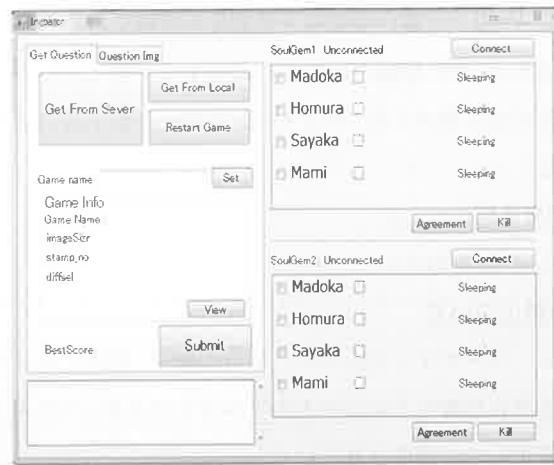 Get Question Question Img
Get From Sever
Get From Local
Restart Game
Game name
Set
Game Info
Game Name
stamp_no
diffsel
View
BestScore
Submit
SoulGem1 Unconnected
Connect
Madoka Sleeping
Homura Sleeping
Sayaka Sleeping
Mami Sleeping
Agreement Kill
SoulGem2 Unconnected
Connect
Madoka Sleeping
Homura Sleeping
Sayaka Sleeping
Mami Sleeping
Agreement Kill